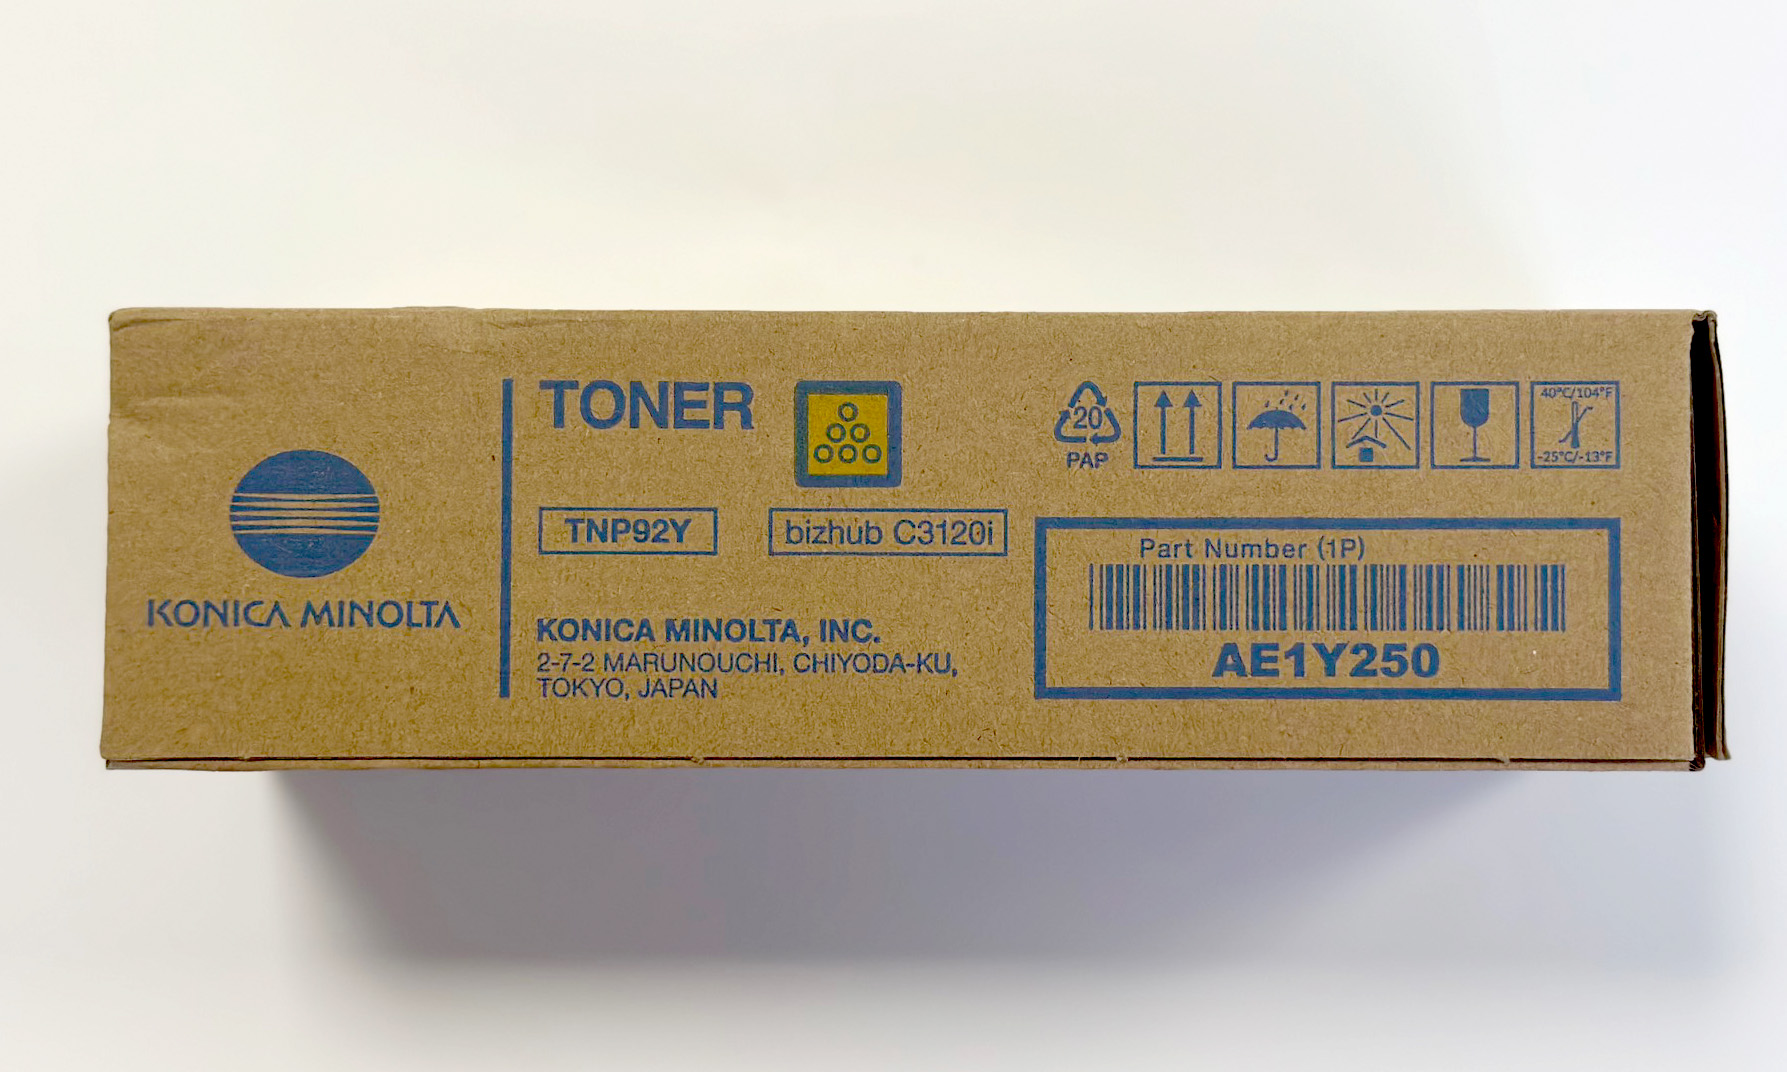 KONICA MINOLTA
TONER
TNP92Y
bizhub C3120i
KONICA MINOLTA, INC.
2-7-2 MARUNOUCHI, CHIYODA-KU,
TOKYO, JAPAN
20
PAP
40°C/104°F
-25°C/-13°F
Part Number (1P)
AE1Y250